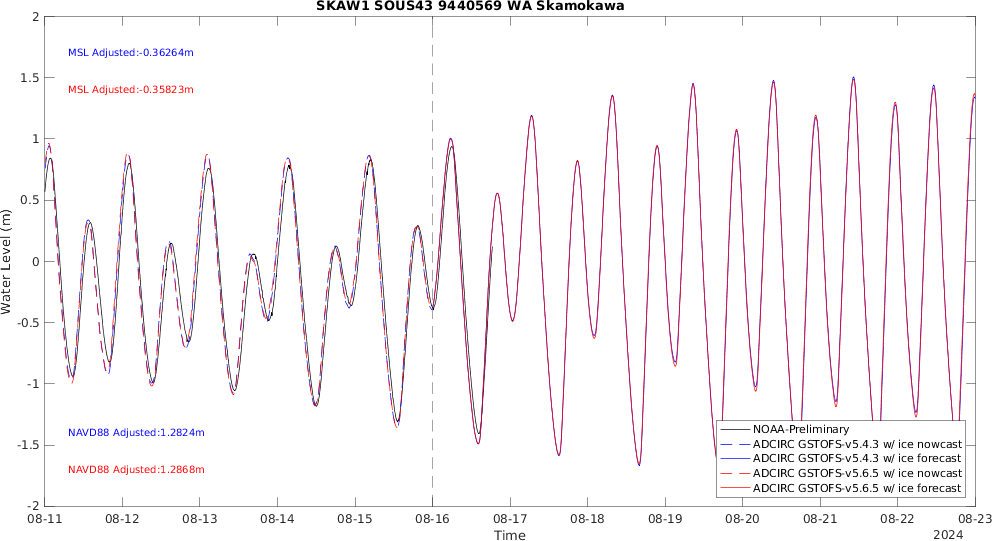 SKAW1 SOUS43 9440569 WA Skamokawa
2
1.5
1
0.5
0
-0.5
-1
-1.5
-2
Water Level (m)
MSL Adjusted:-0.36264m
MSL Adjusted:-0.35823m
NAVD88 Adjusted:1.2824m
NAVD88 Adjusted:1.2868m
NOAA-Preliminary
ADCIRC GSTOFS-v5.4.3 w/ ice nowcast
ADCIRC GSTOFS-v5.4.3 w/ ice forecast
ADCIRC GSTOFS-v5.6.5 w/ ice nowcast
ADCIRC GSTOFS-v5.6.5 w/ ice forecast
08-11 08-12 08-13 08-14 08-15 08-16 08-17 08-18 08-19 08-20 08-21 08-22 08-23
Time
2024